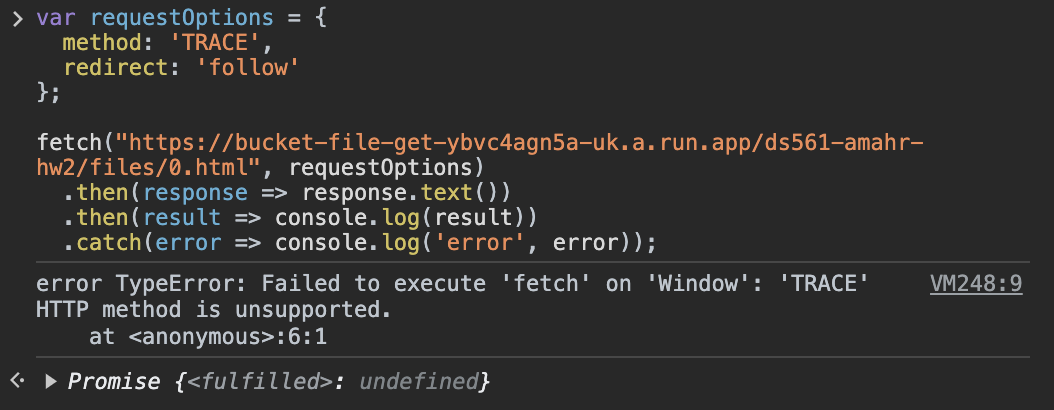 > var requestOptions = {
method: 'TRACE',
redirect: 'follow'
};
fetch("https://bucket-file-get-ybvc4agn5a-uk.a.run.app/ds561-amahr-
hw2/files/0.html", requestOptions)
.then(response => response.text())
.then(result => console.log(result))
.catch(error => console.log('error', error));
error TypeError: Failed to execute 'fetch' on 'Window': 'TRACE' VM248:9
HTTP method is unsupported.
at <anonymous>:6:1
Promise {<fulfilled>: undefined}